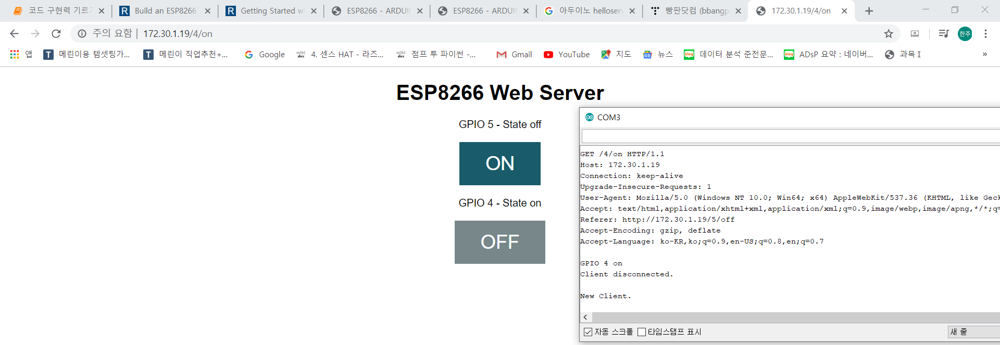 코드 구현력 기르기
Build an ESP8266
Getting Started wi
ESP8266 - ARDUIN
ESP8266 - ARDUIN
아두이노 helloserv
빵판닷컴 (bbangp
172.30.1.19/4/on
주의 요함 | 172.30.1.19/4/on
한주
앱
메린이용 템셋팅가...
메린이 직업추천+...
Google
4. 센스 HAT - 라즈...
점프 투 파이썬 -...
Gmail
YouTube
지도
뉴스
데이터 분석 준전문...
ADsP 요약 : 네이버...
과목 I
»
ESP8266 Web Server
GPIO 5 - State off
ON
GPIO 4 - State on
OFF
COM3
GET /4/on HTTP/1.1
Host: 172.30.1.19
Connection: keep-alive
Upgrade-Insecure-Requests: 1
User-Agent: Mozilla/5.0 (Windows NT 10.0; Win64; x64) AppleWebKit/537.36 (KHTML, like Geck
Accept: text/html,application/xhtml+xml,application/xml;q=0.9,image/webp,image/apng,*/*;q=
Referer: http://172.30.1.19/5/off
Accept-Encoding: gzip, deflate
Accept-Language: ko-KR,ko;q=0.9,en-US;q=0.8,en;q=0.7
GPIO 4 on
Client disconnected.
New Client.
자동 스크롤
타임스탬프 표시
새 줄